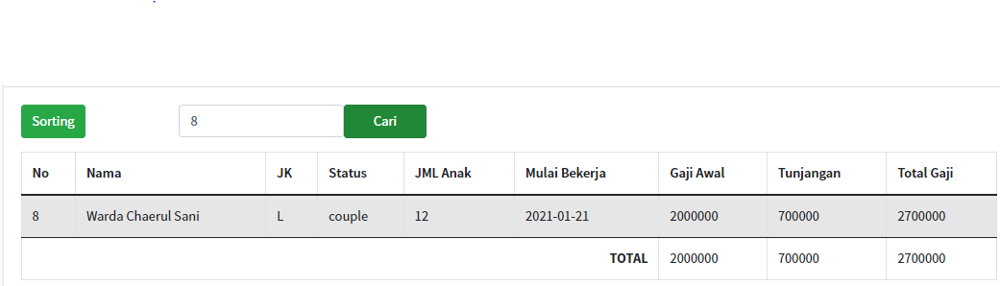 Sorting 8 Cari
No Nama JK Status JML Anak Mulai Bekerja Gaji Awal Tunjangan Total Gaji
8 Warda Chaerul Sani L couple 12 2021-01-21 2000000 700000 2700000
TOTAL 2000000 700000 2700000